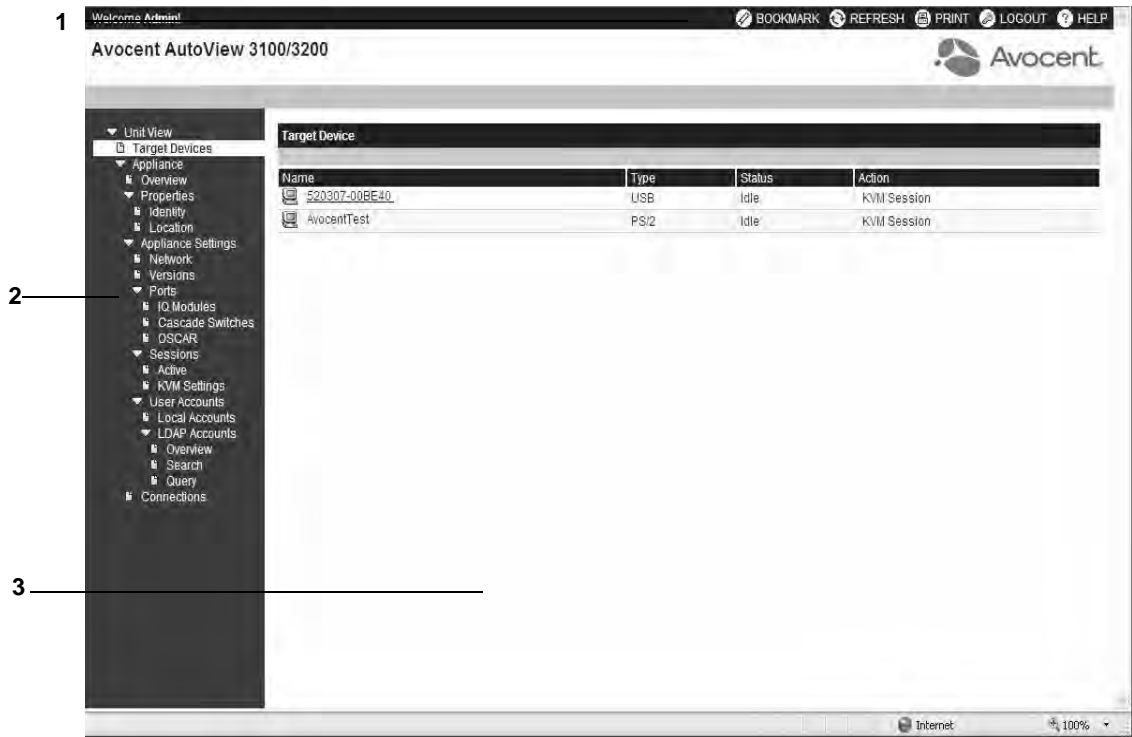 1
Welcome Admin!
BOOKMARK REFRESH PRINT LOGOUT HELP
Avocent AutoView 3100/3200
Avocent
Unit View
Target Devices
Appliance
Overview
Properties
Identity
Location
Appliance Settings
Network
Versions
2
Ports
IQ Modules
Cascade Switches
OSCAR
Sessions
Active
KVM Settings
User Accounts
Local Accounts
LDAP Accounts
Overview
Search
Query
Connections
Target Device
Name Type Status Action
520307-00BE40 USB Idle KVM Session
AvocentTest PS/2 Idle KVM Session
3
Internet 100%